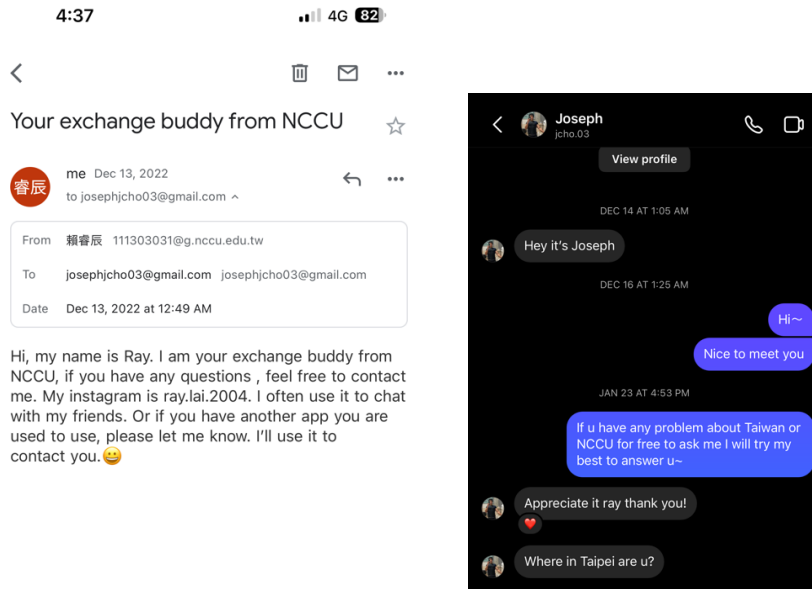 4:37
4G 82
Your exchange buddy from NCCU
睿辰
me Dec 13, 2022
to josephjcho03@gmail.com
From 賴睿辰 111303031@g.nccu.edu.tw
To josephjcho03@gmail.com josephjcho03@gmail.com
Date Dec 13, 2022 at 12:49 AM
Hi, my name is Ray. I am your exchange buddy from
NCCU, if you have any questions , feel free to contact
me. My instagram is ray.lai.2004. I often use it to chat
with my friends. Or if you have another app you are
used to use, please let me know. I'll use it to
contact you.😀
Joseph
jcho.03
View profile
DEC 14 AT 1:05 AM
Hey it's Joseph
DEC 16 AT 1:25 AM
Hi~
Nice to meet you
JAN 23 AT 4:53 PM
If u have any problem about Taiwan or
NCCU for free to ask me I will try my
best to answer u~
Appreciate it ray thank you!
❤️
Where in Taipei are u?